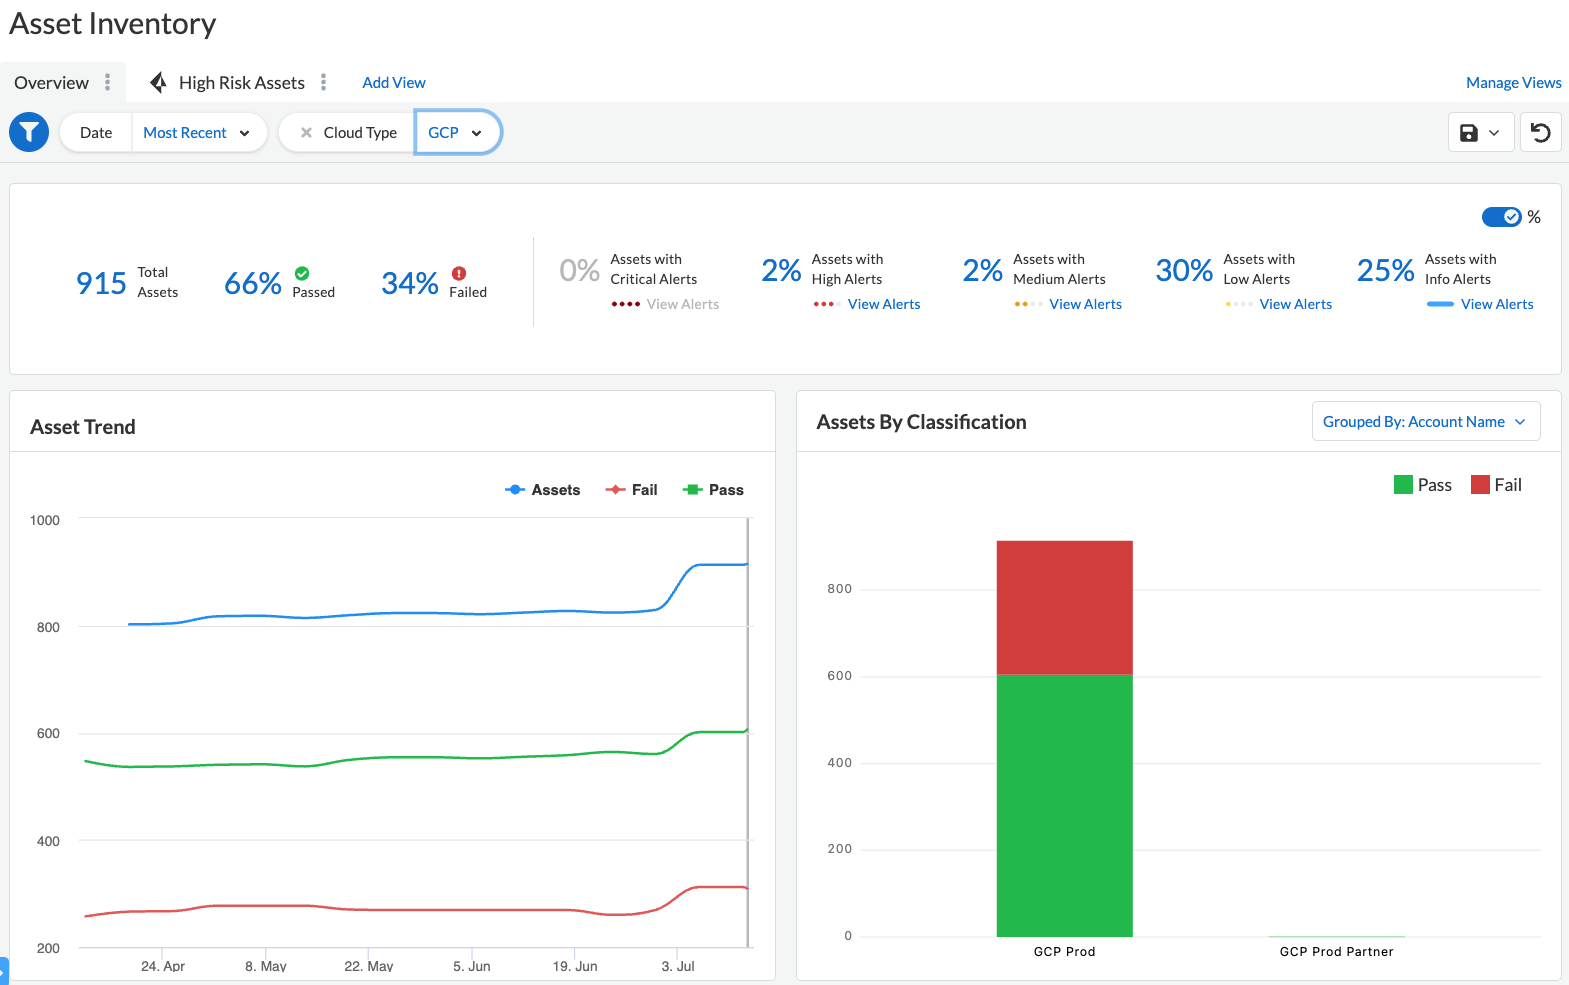 Asset Inventory
Overview
High Risk Assets
Add View
Manage Views
Date
Most Recent
Cloud Type
GCP
%
915
Total
Assets
66%
Passed
34%
Failed
0%
Assets with
Critical Alerts
View Alerts
2%
Assets with
High Alerts
View Alerts
2%
Assets with
Medium Alerts
View Alerts
30%
Assets with
Low Alerts
View Alerts
25%
Assets with
Info Alerts
View Alerts
Asset Trend
Assets
Fail
Pass
1000
800
600
400
200
24. Apr
8. May
22. May
5. Jun
19. Jun
3. Jul
Assets By Classification
Grouped By: Account Name
Pass
Fail
800
600
400
200
0
GCP Prod
GCP Prod Partner